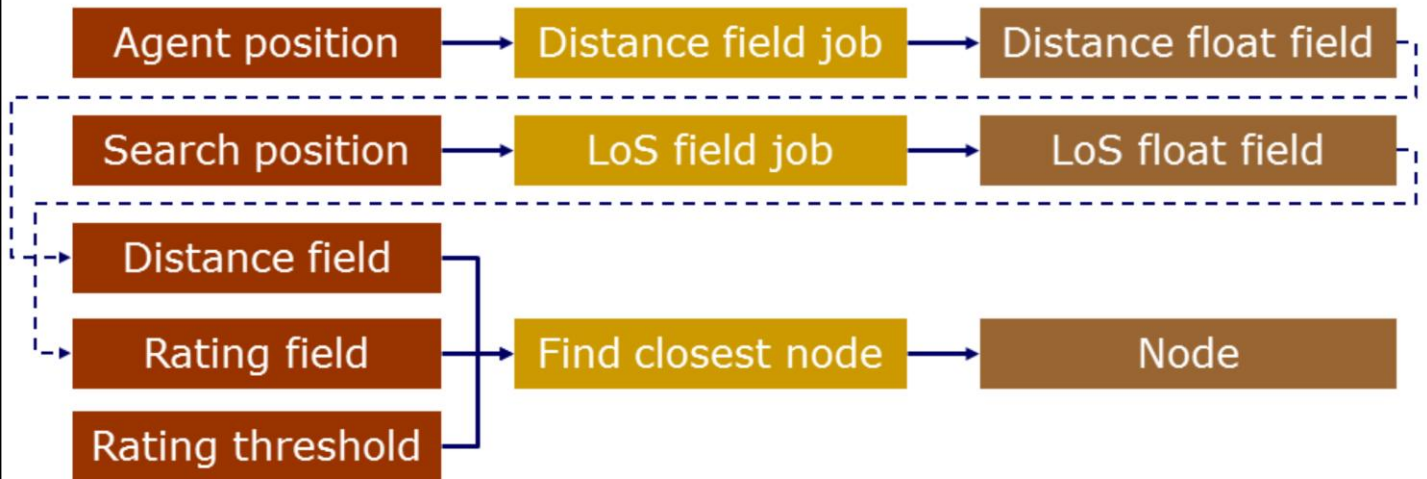 Agent position
Distance field job
Distance float field
Search position
LoS field job
LoS float field
Distance field
Rating field
Find closest node
Node
Rating threshold